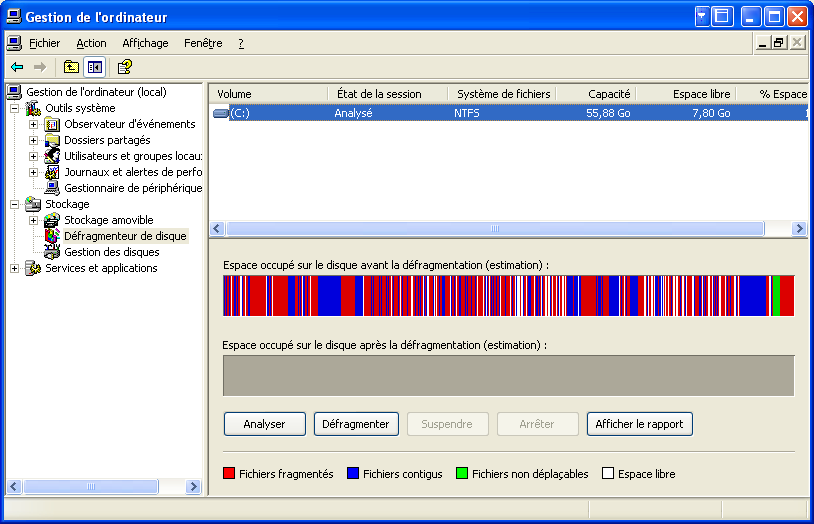 Gestion de l'ordinateur
Fichier Action Affichage Fenêtre ?
Gestion de l'ordinateur (local)
Outils système
Observateur d'événements
Dossiers partagés
Utilisateurs et groupes locau
Journaux et alertes de perfo
Gestionnaire de périphérique
Stockage
Stockage amovible
Défragmenteur de disque
Gestion des disques
Services et applications
Volume État de la session Système de fichiers Capacité Espace libre % Espace
(C:) Analysé NTFS 55,88 Go 7,80 Go
Espace occupé sur le disque avant la défragmentation (estimation) :
Espace occupé sur le disque après la défragmentation (estimation) :
Analyser Défragmenter Suspendre Arrêter Afficher le rapport
Fichiers fragmentés Fichiers contigus Fichiers non déplaçables Espace libre